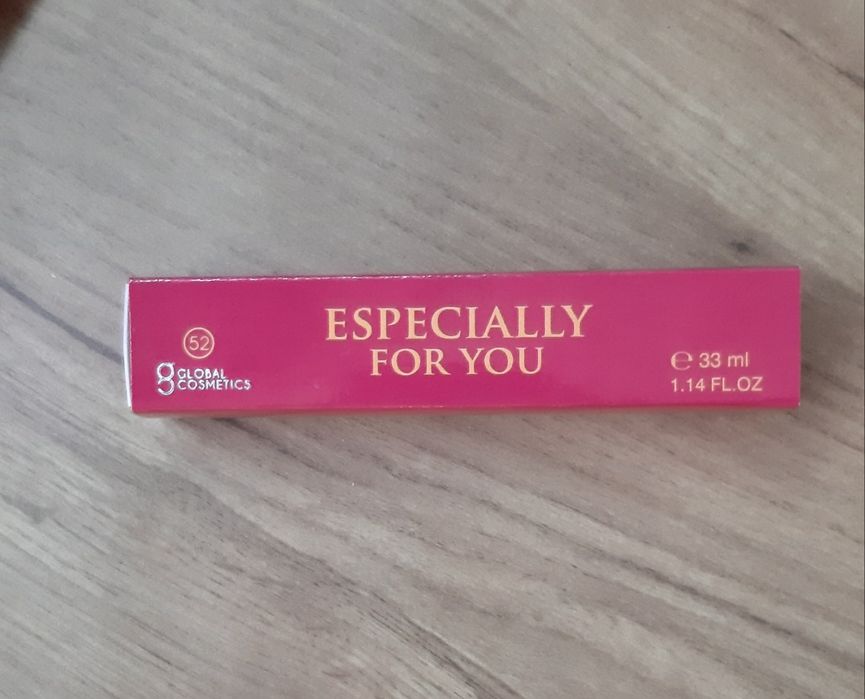 52
GLOBAL
COSMETICS
ESPECIALLY
FOR YOU
℮ 33 ml
1.14 FL.OZ